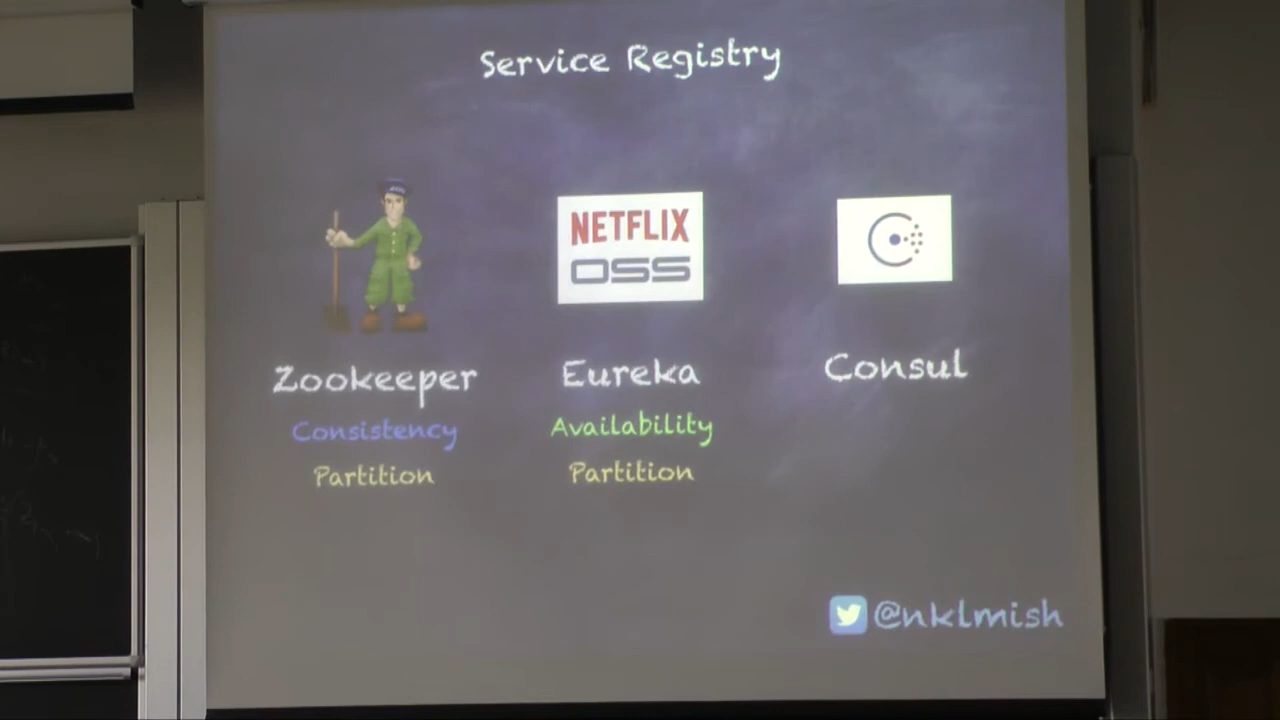 Service Registry
NETFLIX
OSS
Zookeeper
Eureka
Consul
Consistency
Availability
Partition
Partition
@nklmish